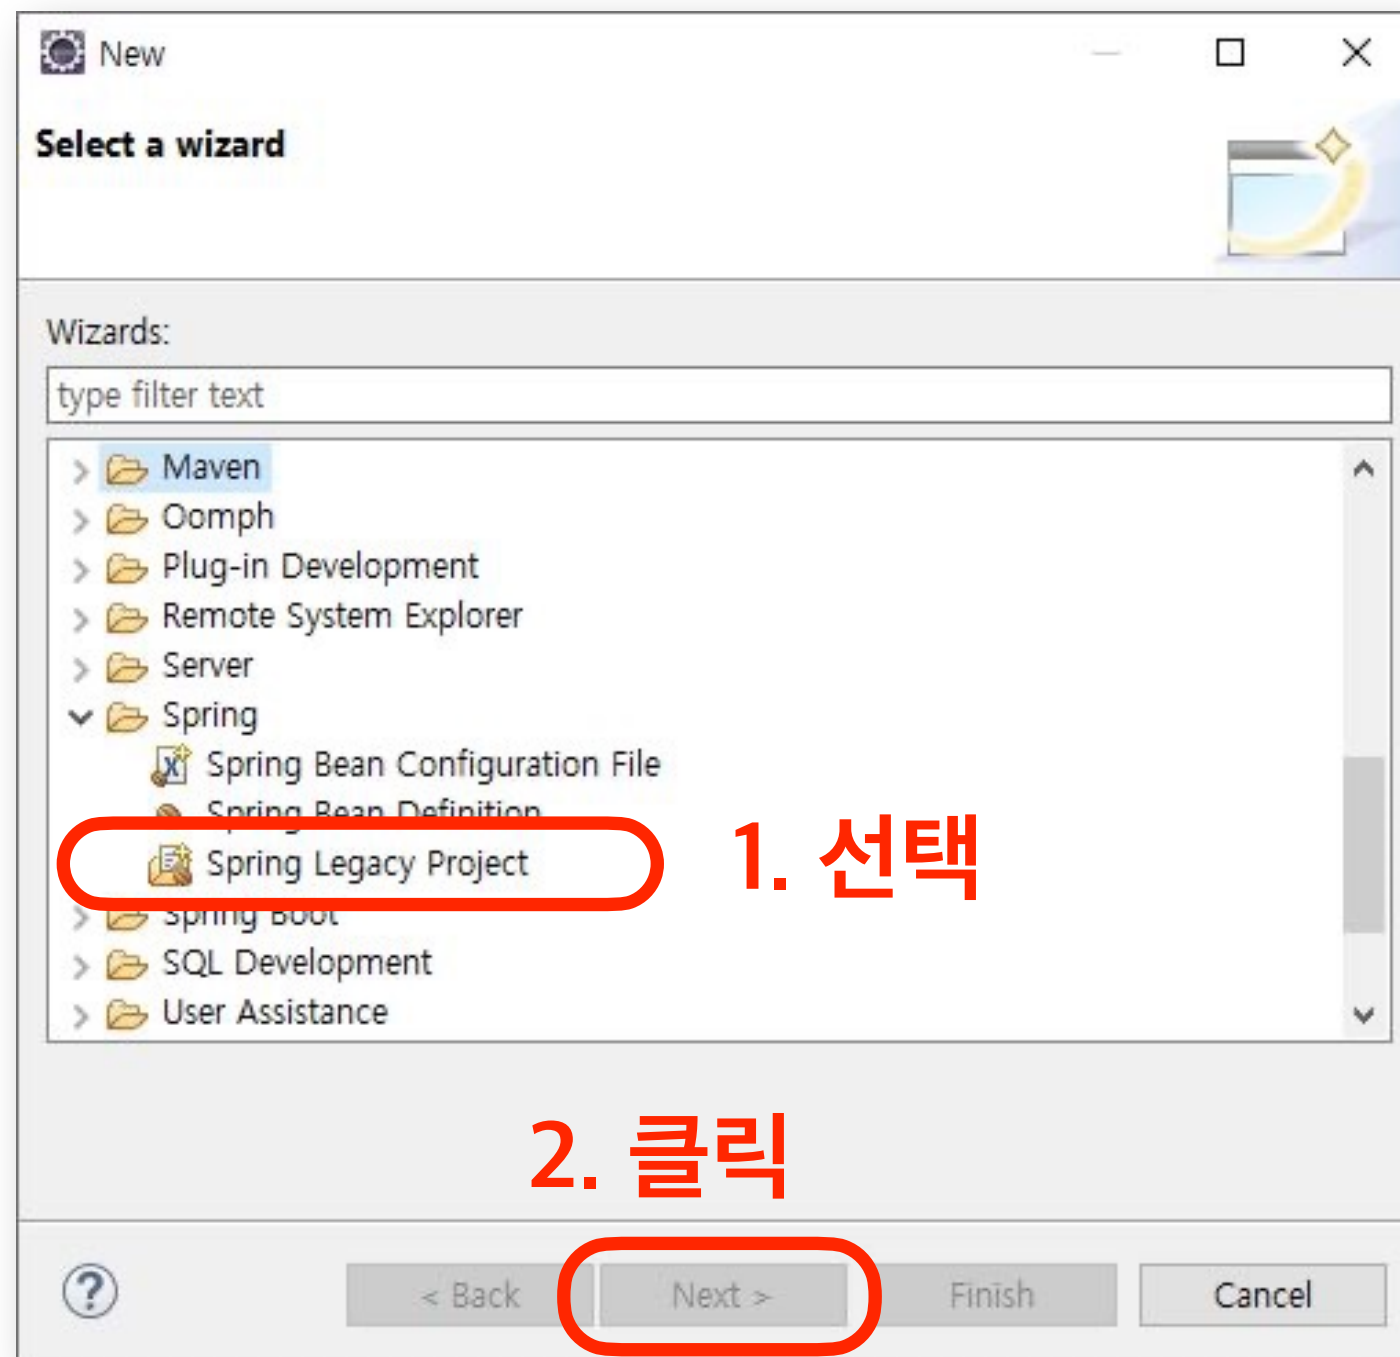 New
Select a wizard
Wizards:
type filter text
Maven
Oomph
Plug-in Development
Remote System Explorer
Server
Spring
Spring Bean Configuration File
Spring Bean Definition
Spring Legacy Project
1. 선택
Spring Boot
SQL Development
User Assistance
2. 클릭
?
< Back
Next >
Finish
Cancel